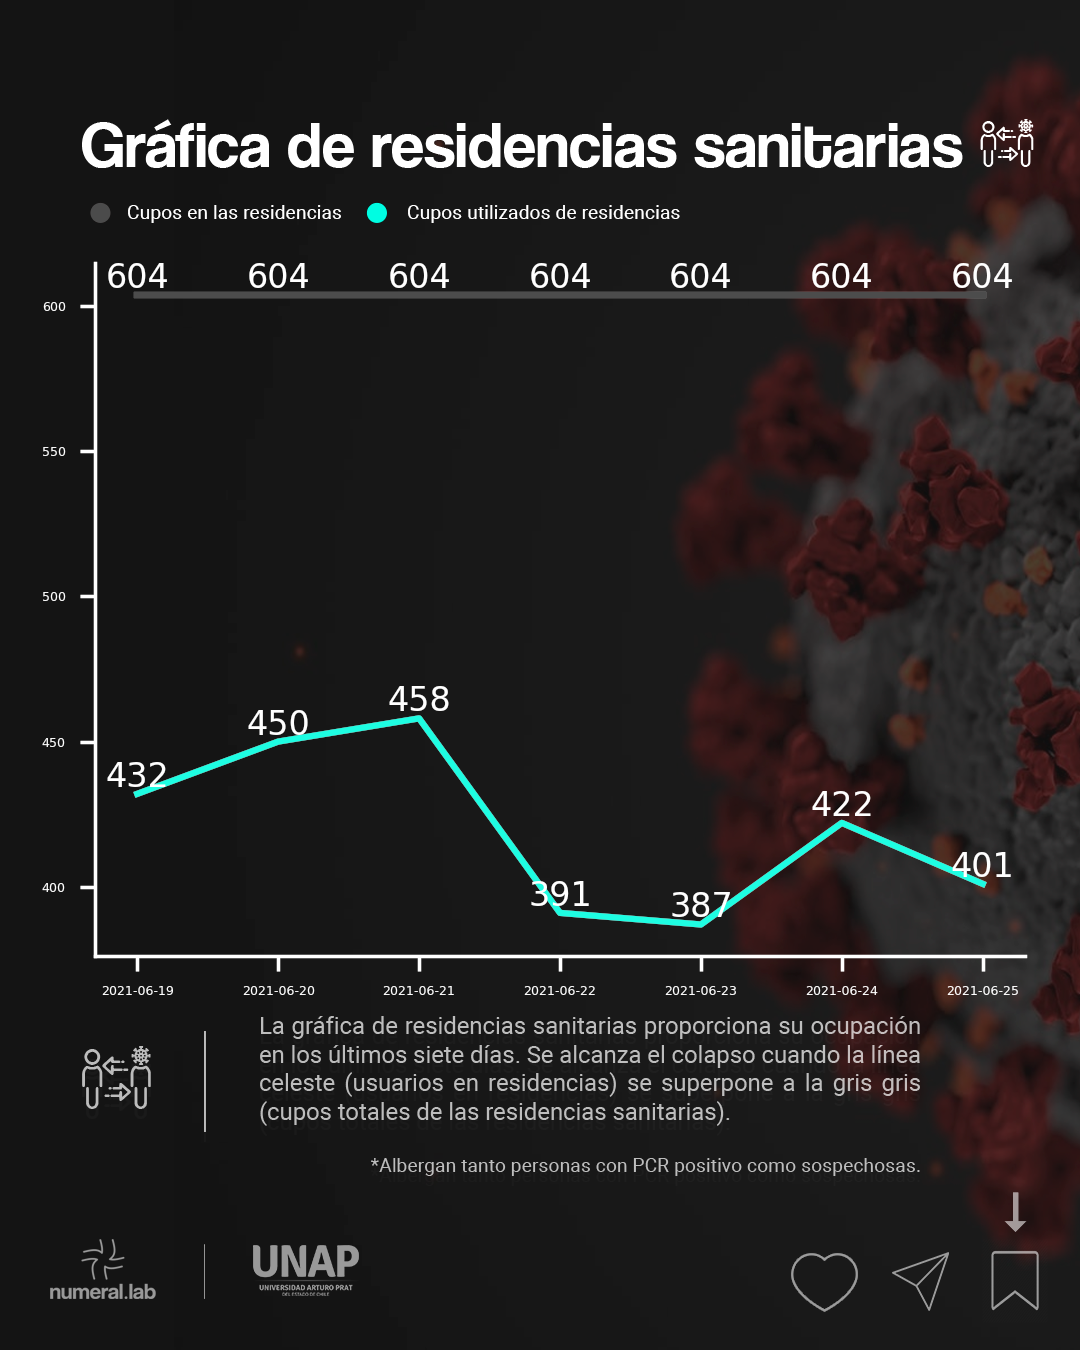 Gráfica de residencias sanitarias
Cupos en las residencias Cupos utilizados de residencias
604 604 604 604 604 604 604
600
550
500
450
400
432 450 458 391 387 422 401
2021-06-19 2021-06-20 2021-06-21 2021-06-22 2021-06-23 2021-06-24 2021-06-25
La gráfica de residencias sanitarias proporciona su ocupación
en los últimos siete días. Se alcanza el colapso cuando la línea
celeste (usuarios en residencias) se superpone a la gris gris
(cupos totales de las residencias sanitarias).
*Albergan tanto personas con PCR positivo como sospechosas.
numeral.lab
UNAP
UNIVERSIDAD ARTURO PRAT
DEL ESTADO DE CHILE